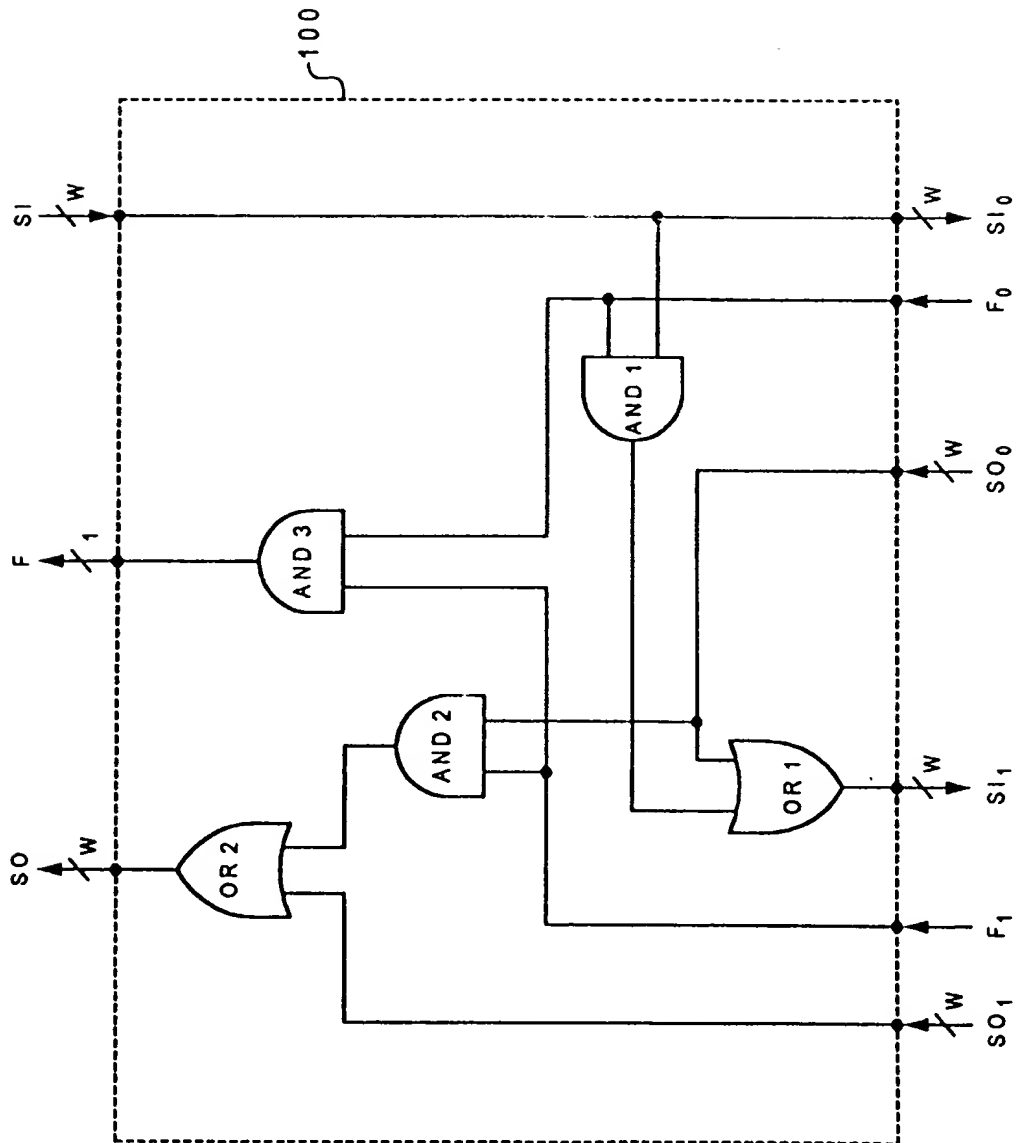 100
SI
W
F
1
SO
W
AND 3
AND 1
AND 2
OR 2
OR 1
W
SI₀
F₀
W
SO₀
W
SI₁
F₁
W
SO₁